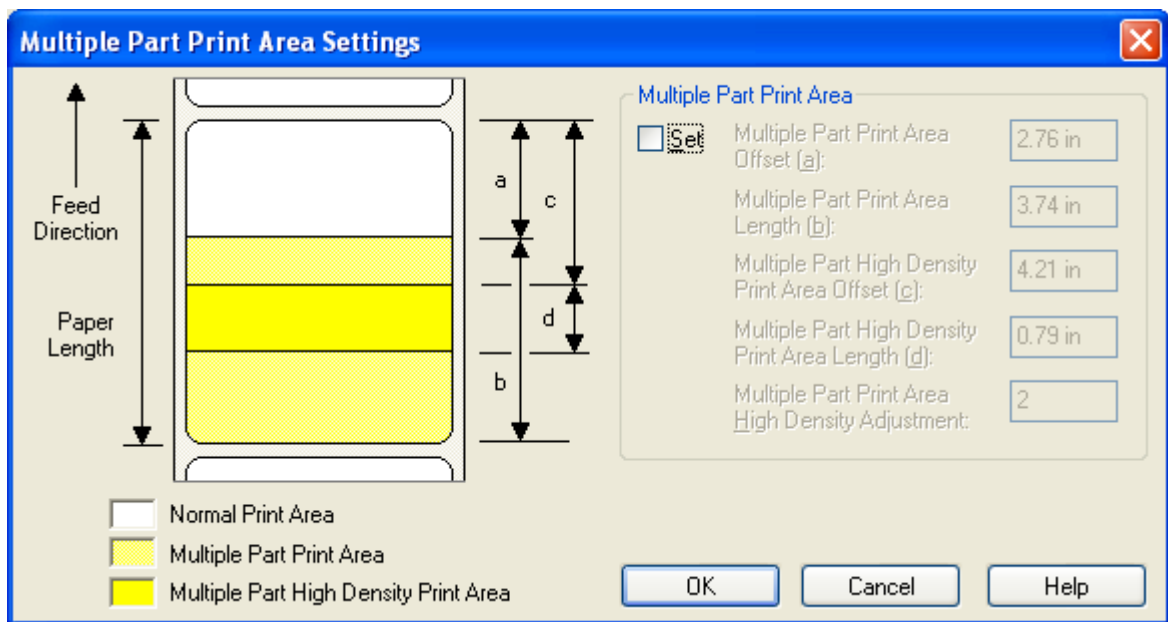 Multiple Part Print Area Settings
Feed
Direction
Paper
Length
a
c
d
b
Normal Print Area
Multiple Part Print Area
Multiple Part High Density Print Area
Multiple Part Print Area
Set
Multiple Part Print Area
Offset (a):
2.76 in
Multiple Part Print Area
Length (b):
3.74 in
Multiple Part High Density
Print Area Offset (c):
4.21 in
Multiple Part High Density
Print Area Length (d):
0.79 in
Multiple Part Print Area
High Density Adjustment:
2
OK
Cancel
Help